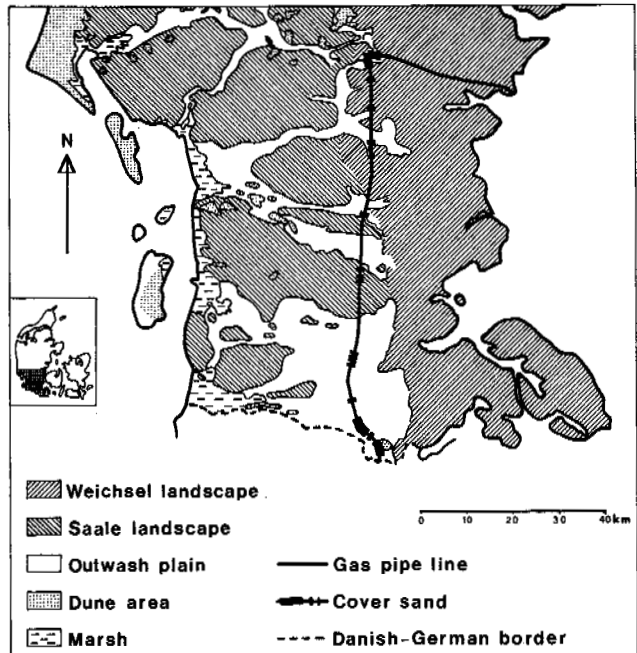 N
Weichsel landscape
Saale landscape
Outwash plain
Gas pipe line
Dune area
Cover sand
Marsh
Danish-German border
0 10 20 30 40km